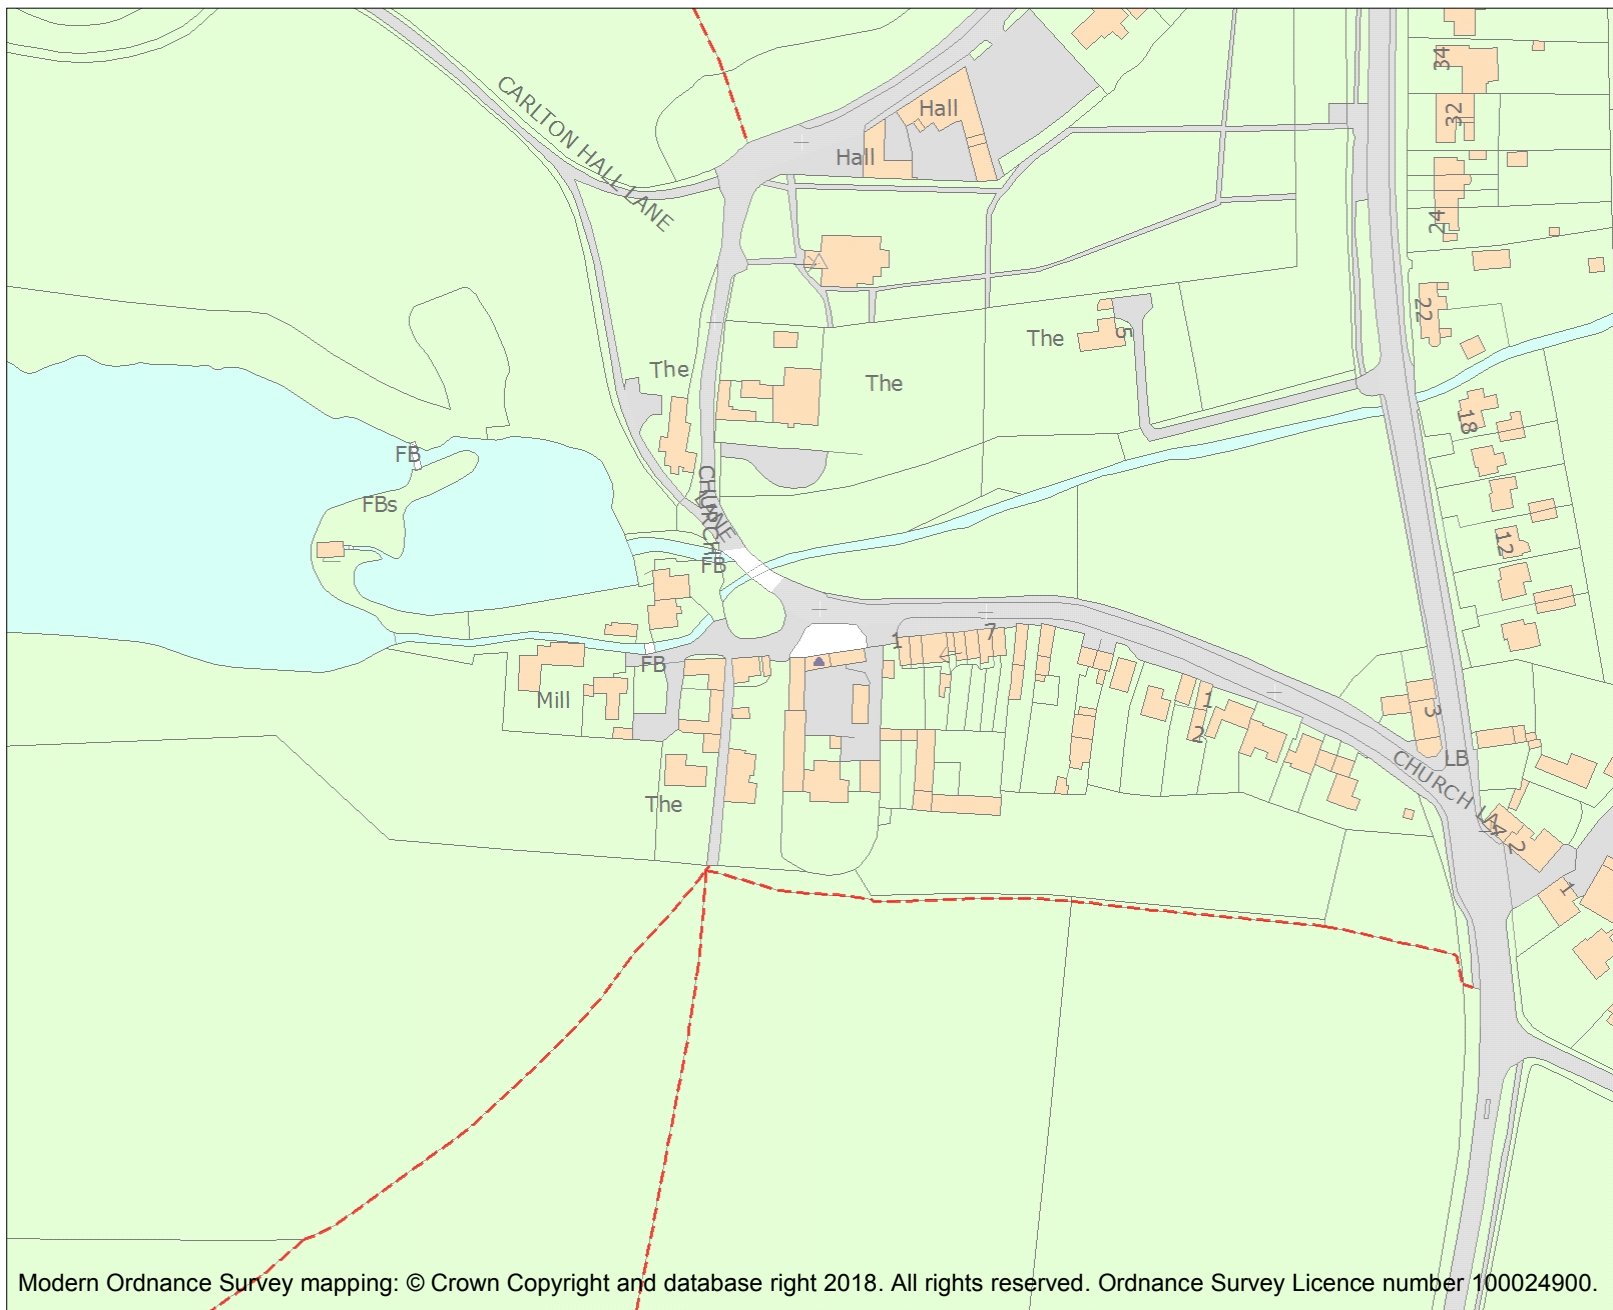 34
CARLTON HALL LANE
Hall
32
Hall
24
22
5
The
The
The
18
FB
CHURCH
LANE
FBs
12
FB
7
1
FB
Mill
1
3
2
LB
CHURCH LA
The
2
1
Modern Ordnance Survey mapping: © Crown Copyright and database right 2018. All rights reserved. Ordnance Survey Licence number 100024900.